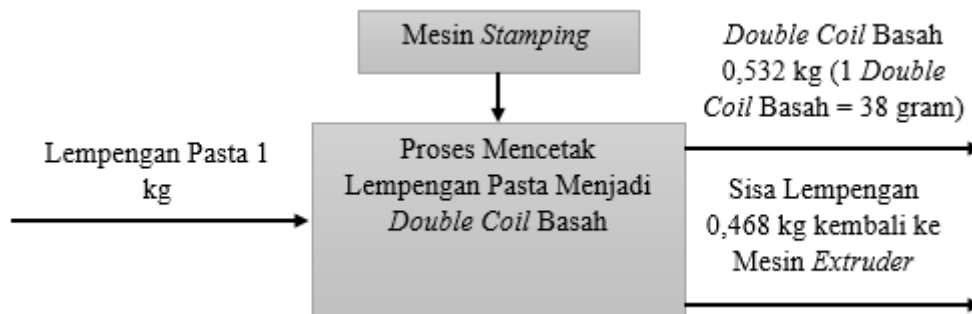 Mesin Stamping
Double Coil Basah
0,532 kg (1 Double
Coil Basah = 38 gram)
Lempengan Pasta 1
kg
Proses Mencetak
Lempengan Pasta Menjadi
Double Coil Basah
Sisa Lempengan
0,468 kg kembali ke
Mesin Extruder